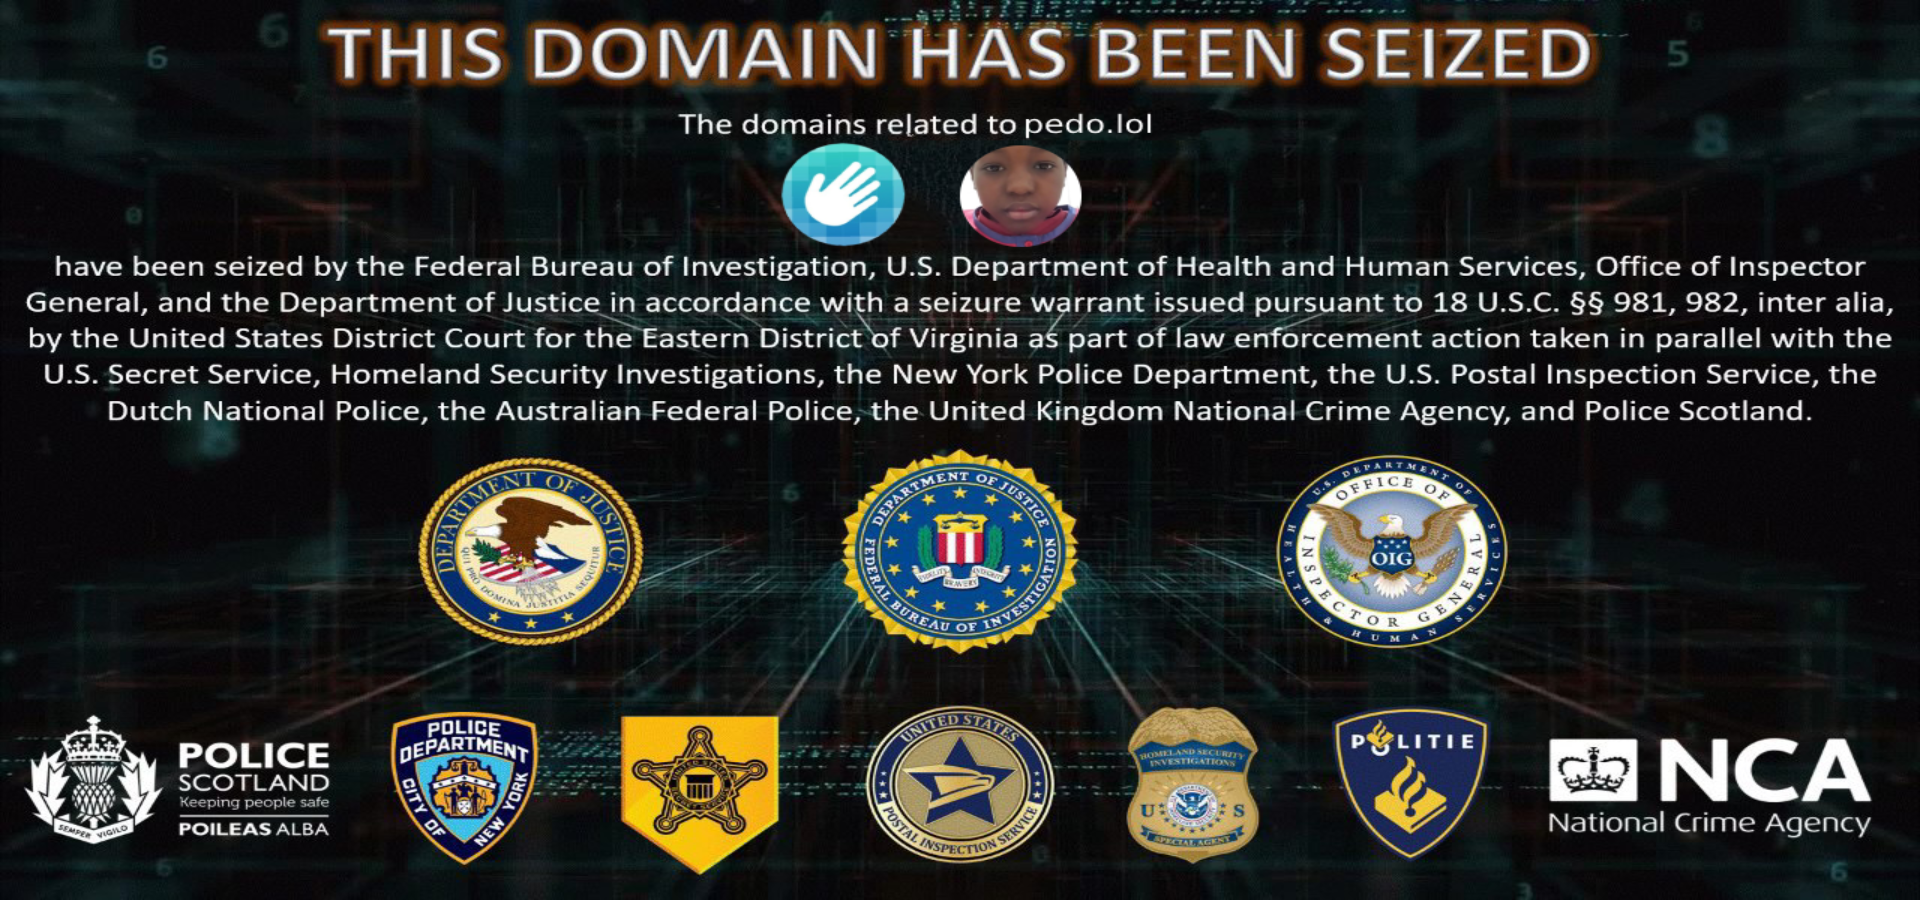 THIS DOMAIN HAS BEEN SEIZED
The domains related to pedo.lol
have been seized by the Federal Bureau of Investigation, U.S. Department of Health and Human Services, Office of Inspector
General, and the Department of Justice in accordance with a seizure warrant issued pursuant to 18 U.S.C. §§ 981, 982, inter alia,
by the United States District Court for the Eastern District of Virginia as part of law enforcement action taken in parallel with the
U.S. Secret Service, Homeland Security Investigations, the New York Police Department, the U.S. Postal Inspection Service, the
Dutch National Police, the Australian Federal Police, the United Kingdom National Crime Agency, and Police Scotland.
DEPARTMENT OF JUSTICE
QUI PRO DOMINA JUSTITIA SEQUITUR
DEPARTMENT OF JUSTICE
FEDERAL BUREAU OF INVESTIGATION
FIDELITY BRAVERY INTEGRITY
U.S. DEPARTMENT OF
HEALTH & HUMAN SERVICES
OFFICE OF
INSPECTOR GENERAL
OIG
SEMPER VIGILO
POLICE
SCOTLAND
Keeping people safe
POILEAS ALBA
POLICE
DEPARTMENT
CITY OF
NEW YORK
UNITED STATES
SECRET SERVICE
UNITED STATES
POSTAL INSPECTION SERVICE
HOMELAND SECURITY
INVESTIGATIONS
U S
SPECIAL AGENT
POLITIE
NCA
National Crime Agency